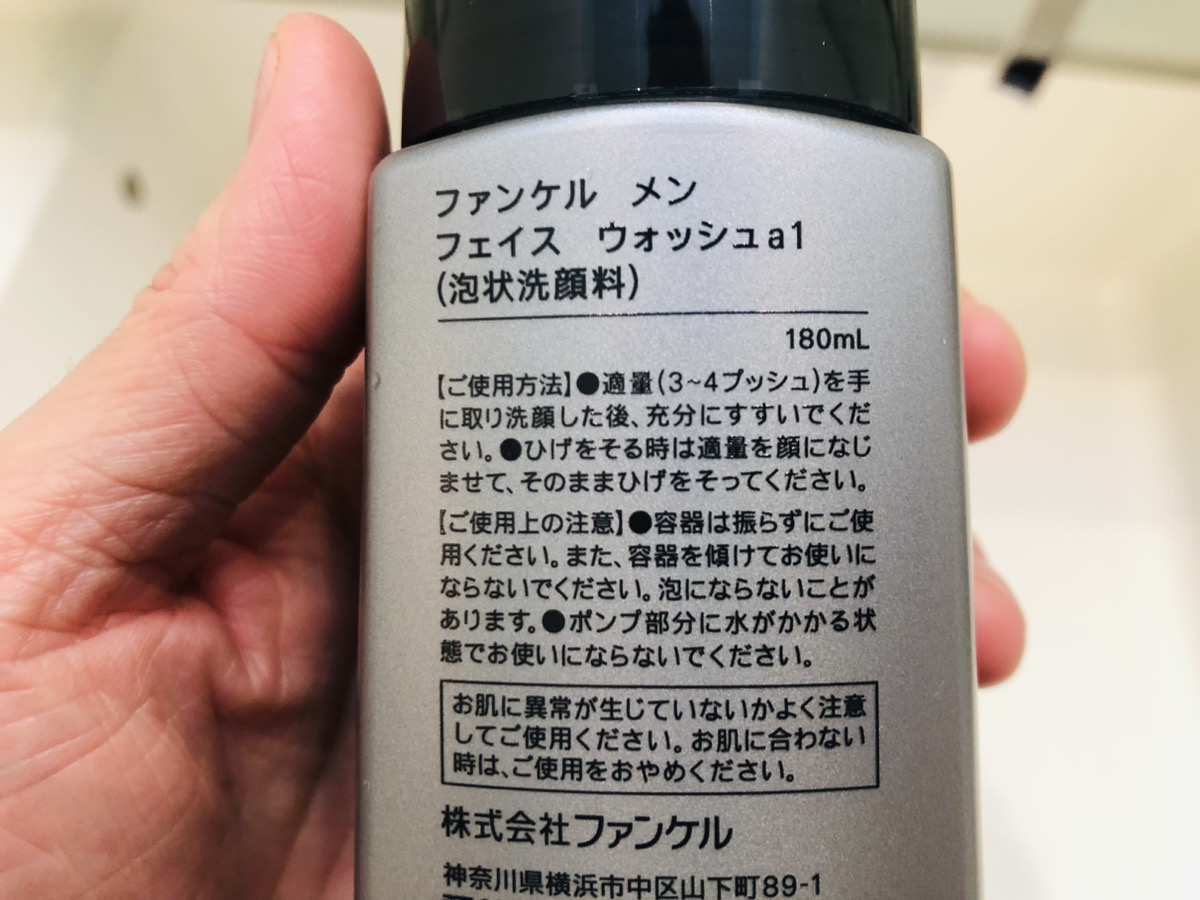 ファンケル　メン
フェイス　ウォッシュa1
(泡状洗顔料)
180mL
【ご使用方法】●適量(3~4プッシュ)を手
に取り洗顔した後、充分にすすいでくだ
さい。●ひげをそる時は適量を顔になじ
ませて、そのままひげをそってください。
【ご使用上の注意】●容器は振らずにご使
用ください。また、容器を傾けてお使いに
ならないでください。泡にならないことが
あります。●ポンプ部分に水がかかる状
態でお使いにならないでください。
お肌に異常が生じていないかよく注意
してご使用ください。お肌に合わない
時は、ご使用をおやめください。
株式会社ファンケル
神奈川県横浜市中区山下町89-1